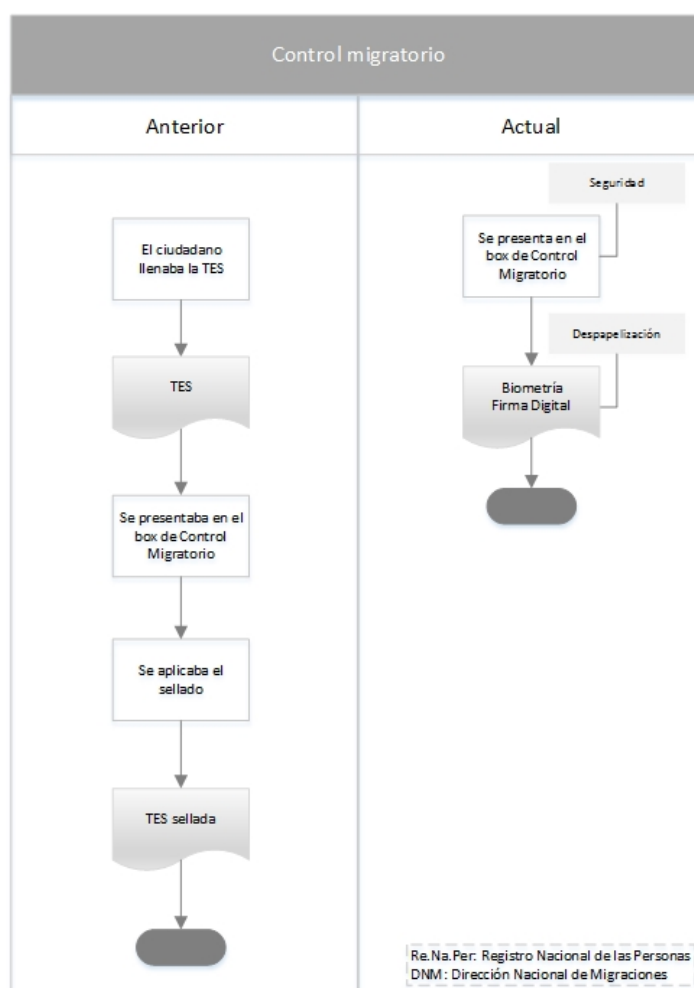 Control migratorio
Anterior
El ciudadano
llenaba la TES
TES
Se presentaba en el
box de Control
Migratorio
Se aplicaba el
sellado
TES sellada
Actual
Seguridad
Se presenta en el
box de Control
Migratorio
Despapelización
Biometría
Firma Digital
Re.Na.Per: Registro Nacional de las Personas
DNM: Dirección Nacional de Migraciones